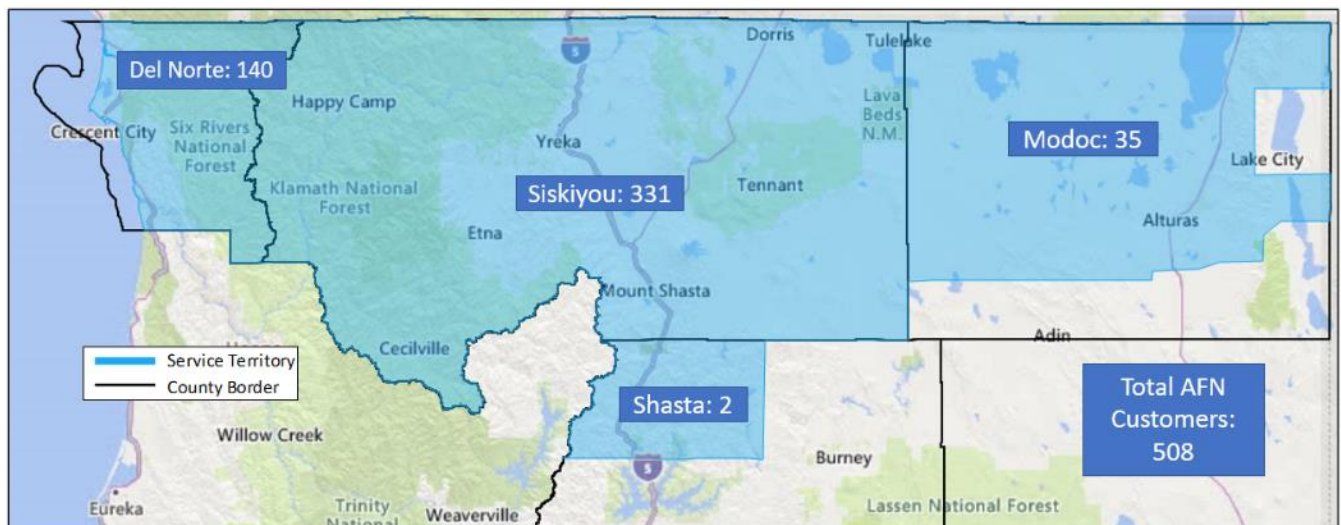 Dorris
Tulelake
5
Del Norte: 140
Happy Camp
Lava
Beds
N.M.
Crescent City
Six Rivers
National
Forest
Yreka
Modoc: 35
Lake City
Klamath National
Forest
Siskiyou: 331
Tennant
Etna
Alturas
Mount Shasta
Adin
Cecilville
Service Territory
County Border
Shasta: 2
Total AFN
Customers:
508
Willow Creek
Burney
5
Eureka
Trinity
National
Weaverville
Lassen National Forest